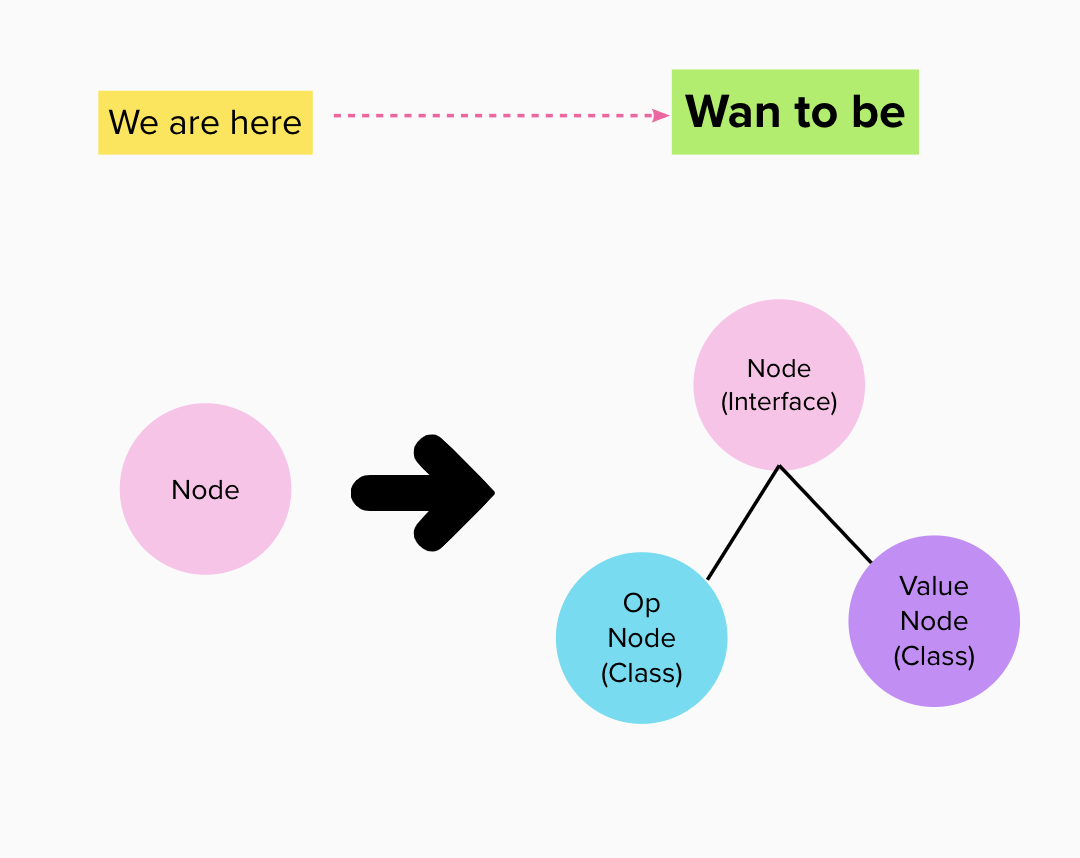 We are here
Wan to be
Node
Node
(Interface)
Op
Node
(Class)
Value
Node
(Class)